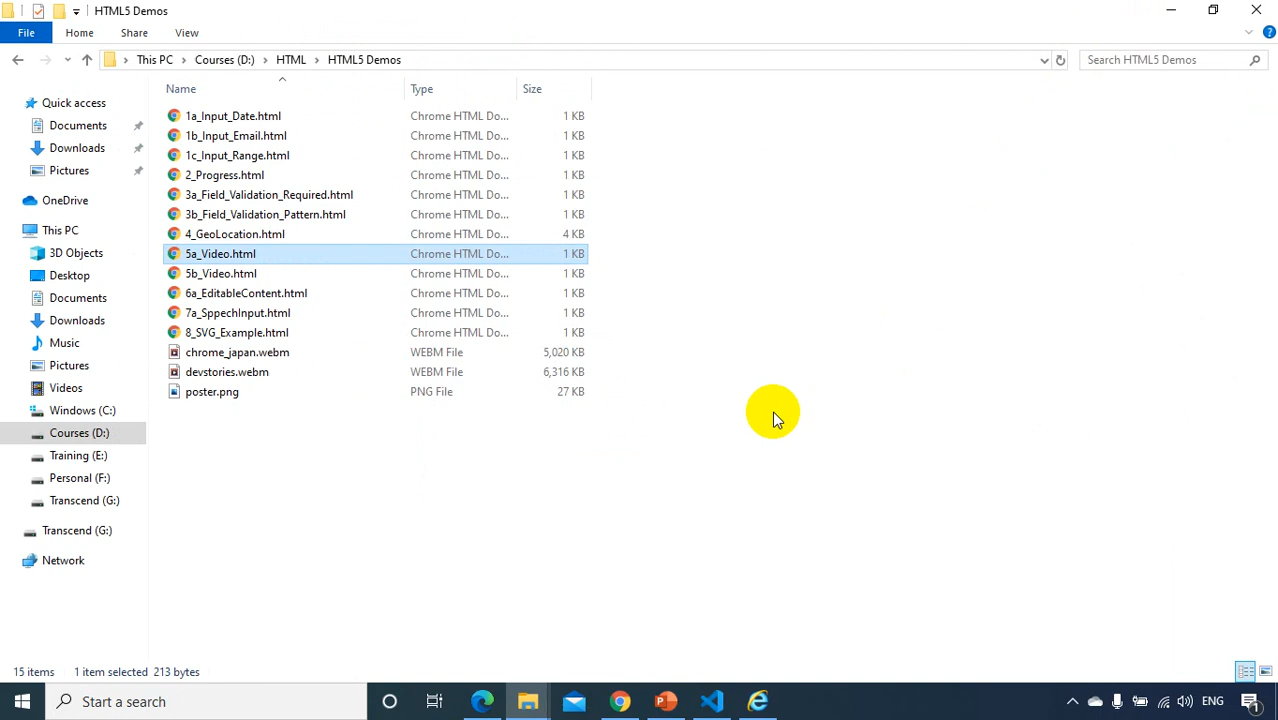 HTML5 Demos
File Home Share View
This PC Courses (D:) HTML HTML5 Demos Search HTML5 Demos
Name Type Size
Quick access
Documents
Downloads
Pictures
OneDrive
This PC
3D Objects
Desktop
Documents
Downloads
Music
Pictures
Videos
Windows (C:)
Courses (D:)
Training (E:)
Personal (F:)
Transcend (G:)
Transcend (G:)
Network
1a_Input_Date.html Chrome HTML Do... 1 KB
1b_Input_Email.html Chrome HTML Do... 1 KB
1c_Input_Range.html Chrome HTML Do... 1 KB
2_Progress.html Chrome HTML Do... 1 KB
3a_Field_Validation_Required.html Chrome HTML Do... 1 KB
3b_Field_Validation_Pattern.html Chrome HTML Do... 1 KB
4_GeoLocation.html Chrome HTML Do... 4 KB
5a_Video.html Chrome HTML Do... 1 KB
5b_Video.html Chrome HTML Do... 1 KB
6a_EditableContent.html Chrome HTML Do... 1 KB
7a_SppechInput.html Chrome HTML Do... 1 KB
8_SVG_Example.html Chrome HTML Do... 1 KB
chrome_japan.webm WEBM File 5,020 KB
devstories.webm WEBM File 6,316 KB
poster.png PNG File 27 KB
15 items 1 item selected 213 bytes
Start a search ENG 1